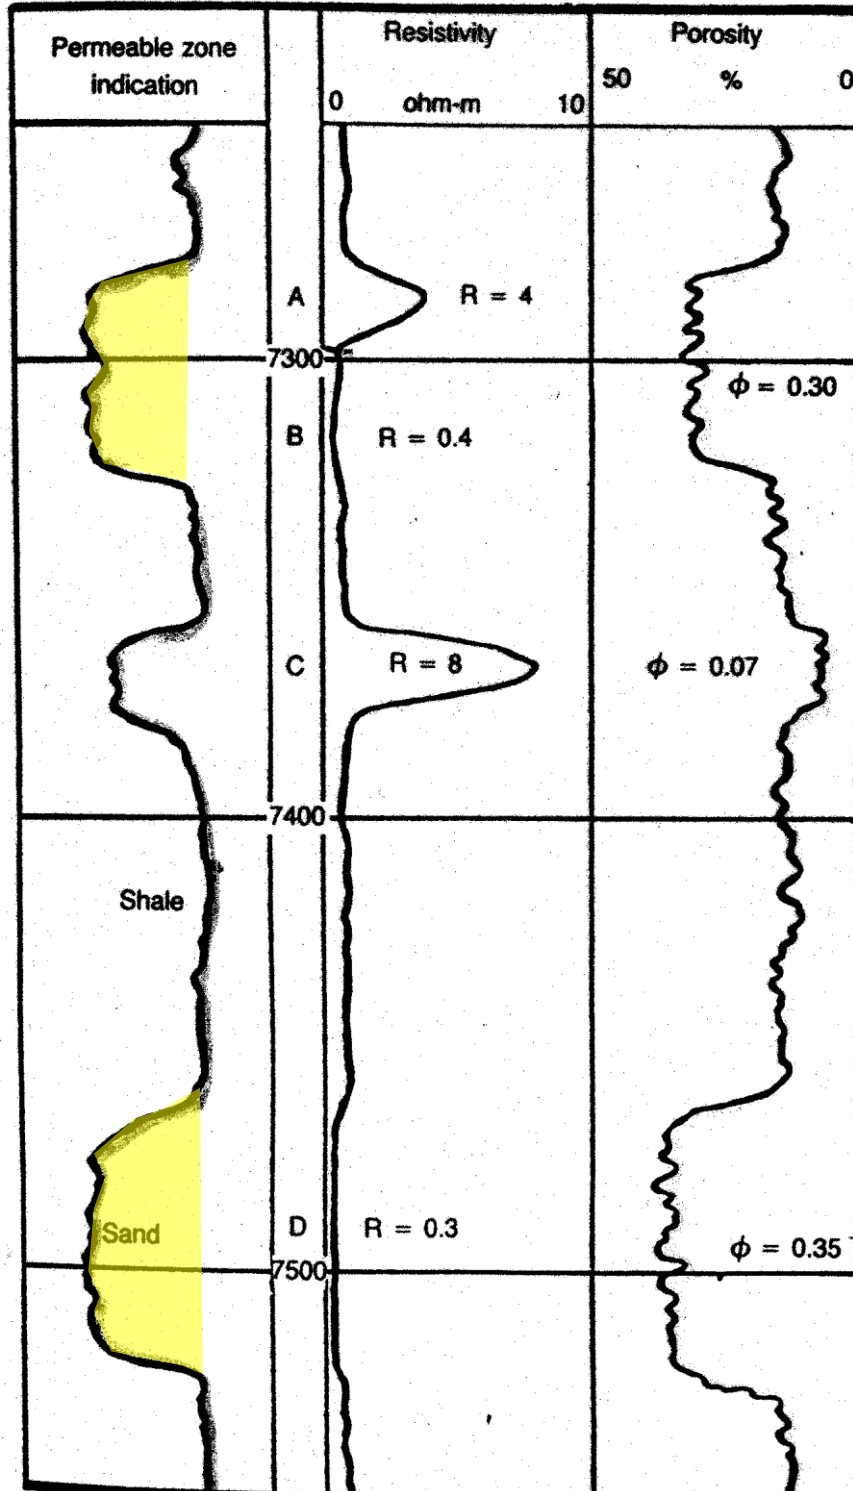 Permeable zone
indication
Resistivity
0 ohm-m 10
Porosity
50 % 0
A
R = 4
7300
ϕ = 0.30
B
R = 0.4
C
R = 8
ϕ = 0.07
7400
Shale
Sand
D
R = 0.3
ϕ = 0.35
7500